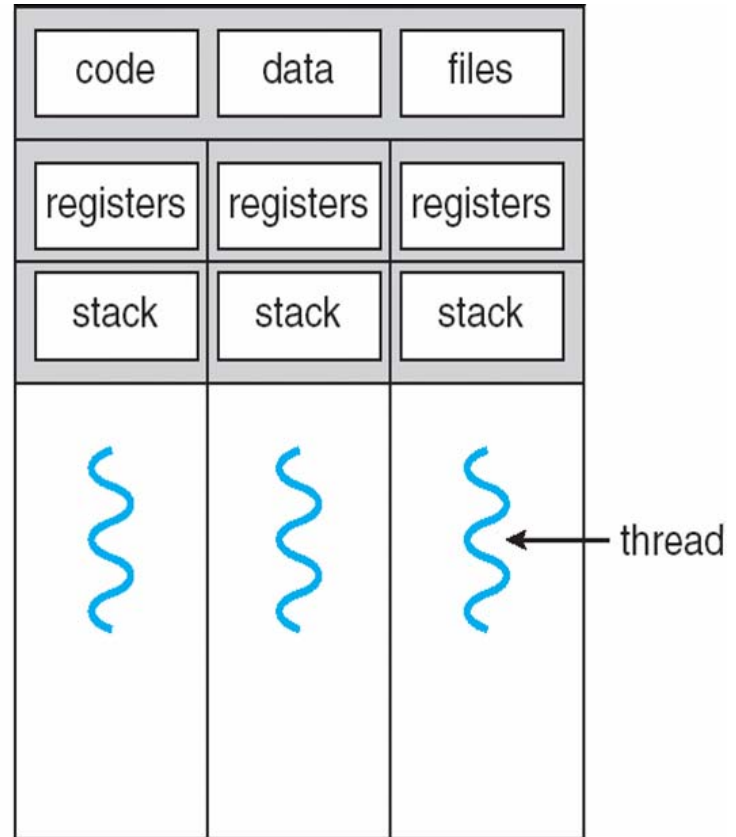 code data files
registers registers registers
stack stack stack
thread